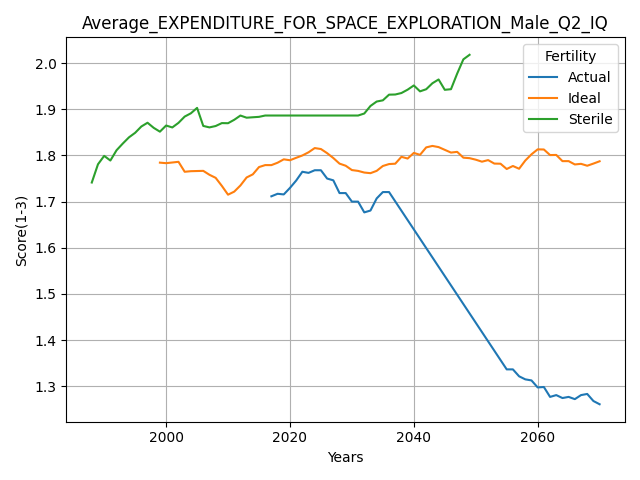 Average_EXPENDITURE_FOR_SPACE_EXPLORATION_Male_Q2_IQ
Fertility
Actual
Ideal
Sterile
Score(1-3)
2.0
1.9
1.8
1.7
1.6
1.5
1.4
1.3
2000 2020 2040 2060
Years